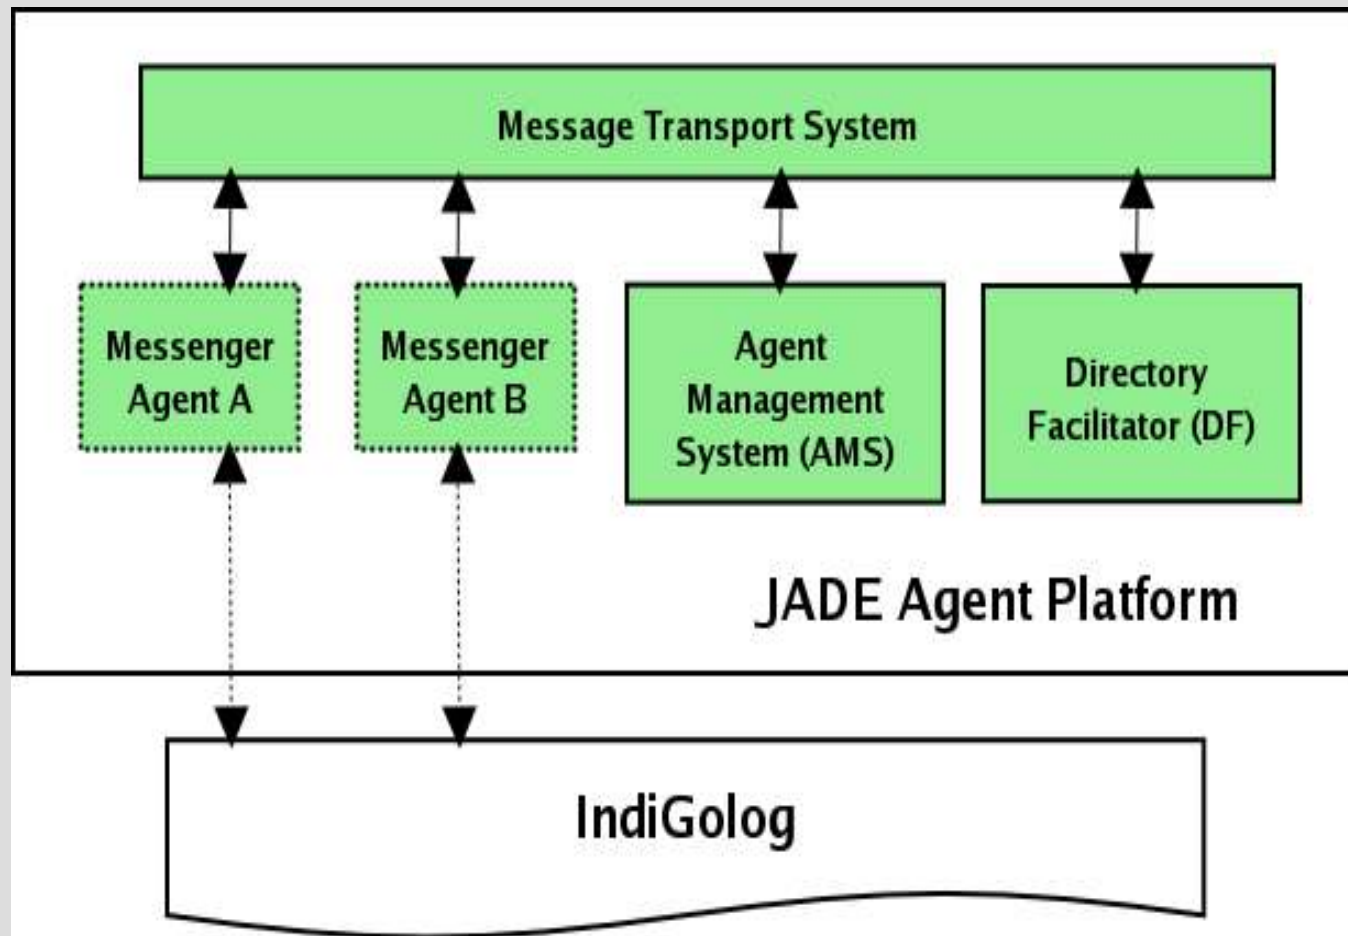 Message Transport System
Messenger
Agent A
Messenger
Agent B
Agent
Management
System (AMS)
Directory
Facilitator (DF)
JADE Agent Platform
IndiGolog